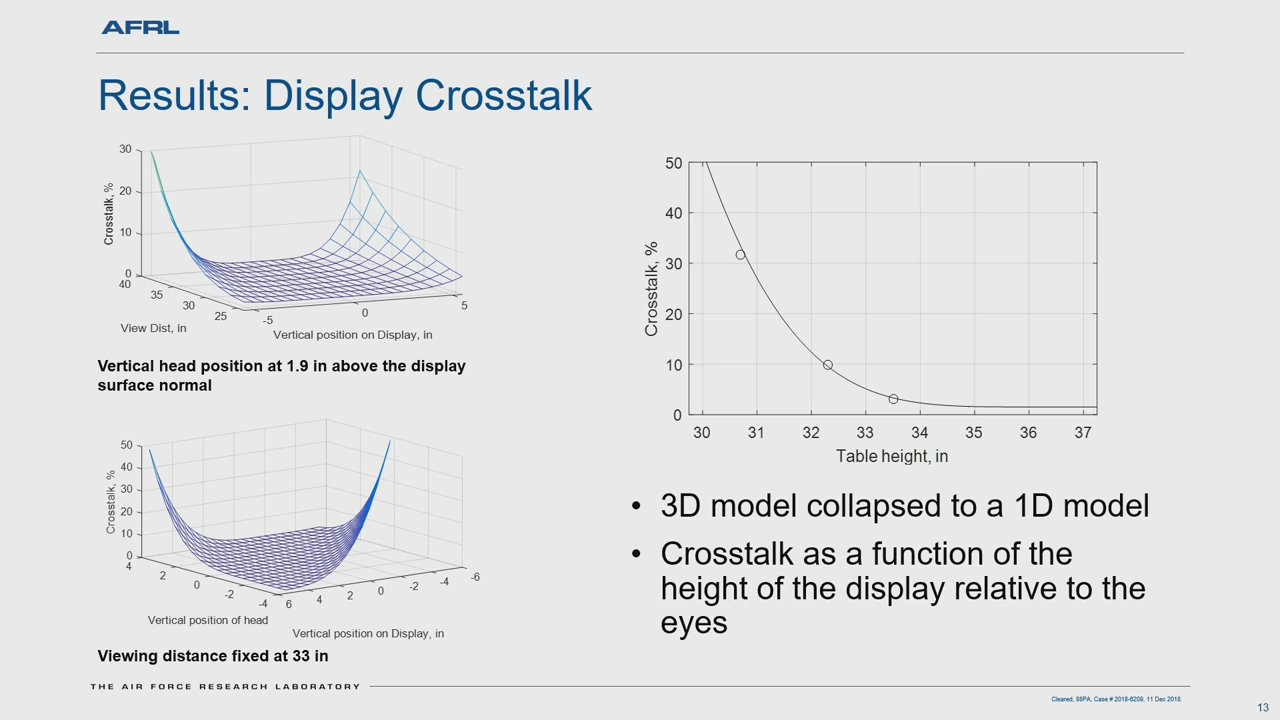 AFRL
Results: Display Crosstalk
30
20
10
0
Crosstalk, %
40
35
30
25
View Dist, in
-5
0
5
Vertical position on Display, in
Vertical head position at 1.9 in above the display
surface normal
50
40
30
20
10
0
Crosstalk, %
4
2
0
-2
-4
Vertical position of head
6
4
2
0
-2
-4
-6
Vertical position on Display, in
Viewing distance fixed at 33 in
50
40
30
20
10
0
Crosstalk, %
30 31 32 33 34 35 36 37
Table height, in
• 3D model collapsed to a 1D model
• Crosstalk as a function of the
height of the display relative to the
eyes
THE AIR FORCE RESEARCH LABORATORY
Cleared, 88PA, Case # 2018-6209, 11 Dec 2018.
13